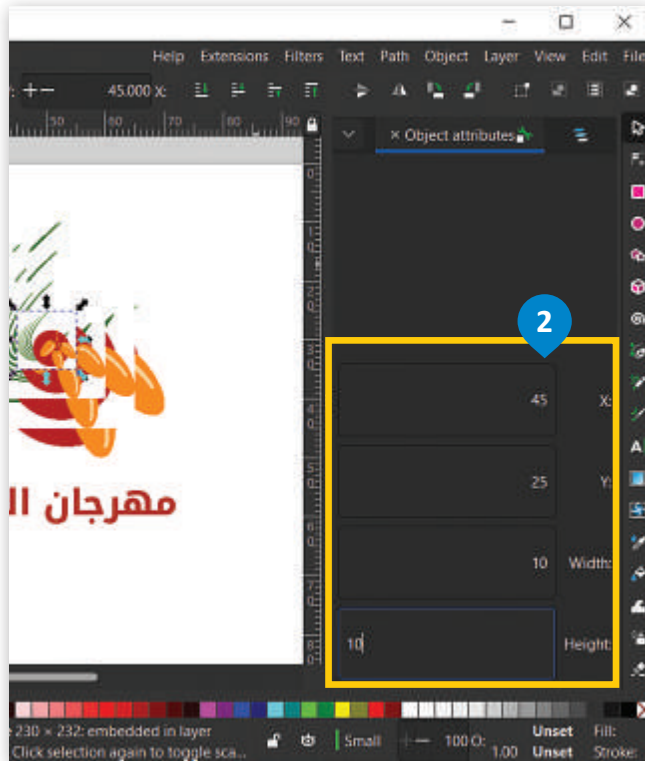 Help Extensions Filters Text Path Object Layer View Edit File
45.000 X:
50 60 70 80 90
× Object attributes
2
45 X:
25 Y:
10 Width:
10 Height:
مهرجان
230 × 232: embedded in layer
Click selection again to toggle sca...
Small
100 O:
1.00
Unset Fill:
Unset Stroke: